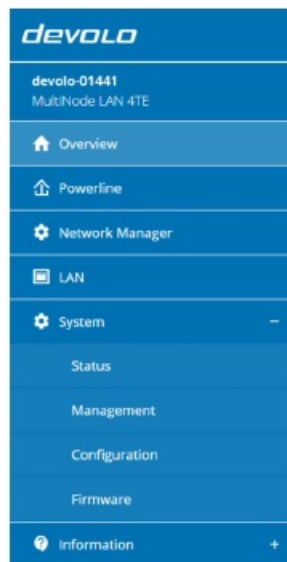 devolo
devolo-01441
MultiNode LAN 4TE
Overview
Powerline
Network Manager
LAN
System −
Status
Management
Configuration
Firmware
Information +